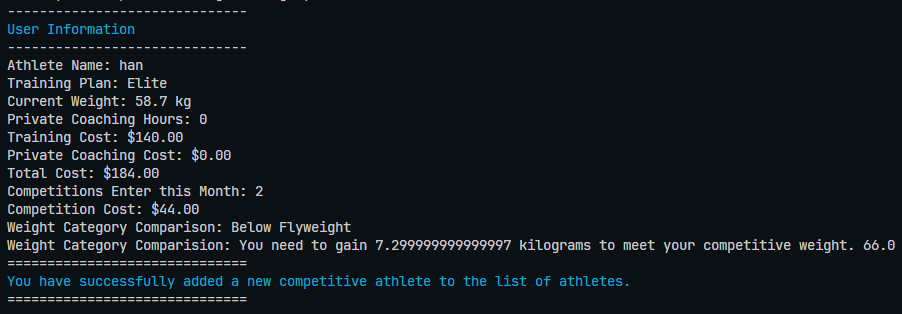 ------------------------------
User Information
------------------------------
Athlete Name: han
Training Plan: Elite
Current Weight: 58.7 kg
Private Coaching Hours: 0
Training Cost: $140.00
Private Coaching Cost: $0.00
Total Cost: $184.00
Competitions Enter this Month: 2
Competition Cost: $44.00
Weight Category Comparison: Below Flyweight
Weight Category Comparision: You need to gain 7.299999999999997 kilograms to meet your competitive weight. 66.0
==============================
You have successfully added a new competitive athlete to the list of athletes.
==============================